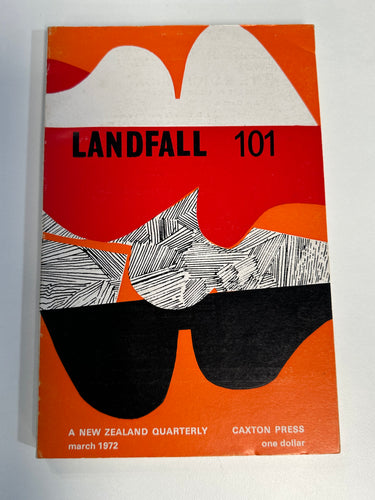 LANDFALL 101
A NEW ZEALAND QUARTERLY CAXTON PRESS
march 1972 one dollar